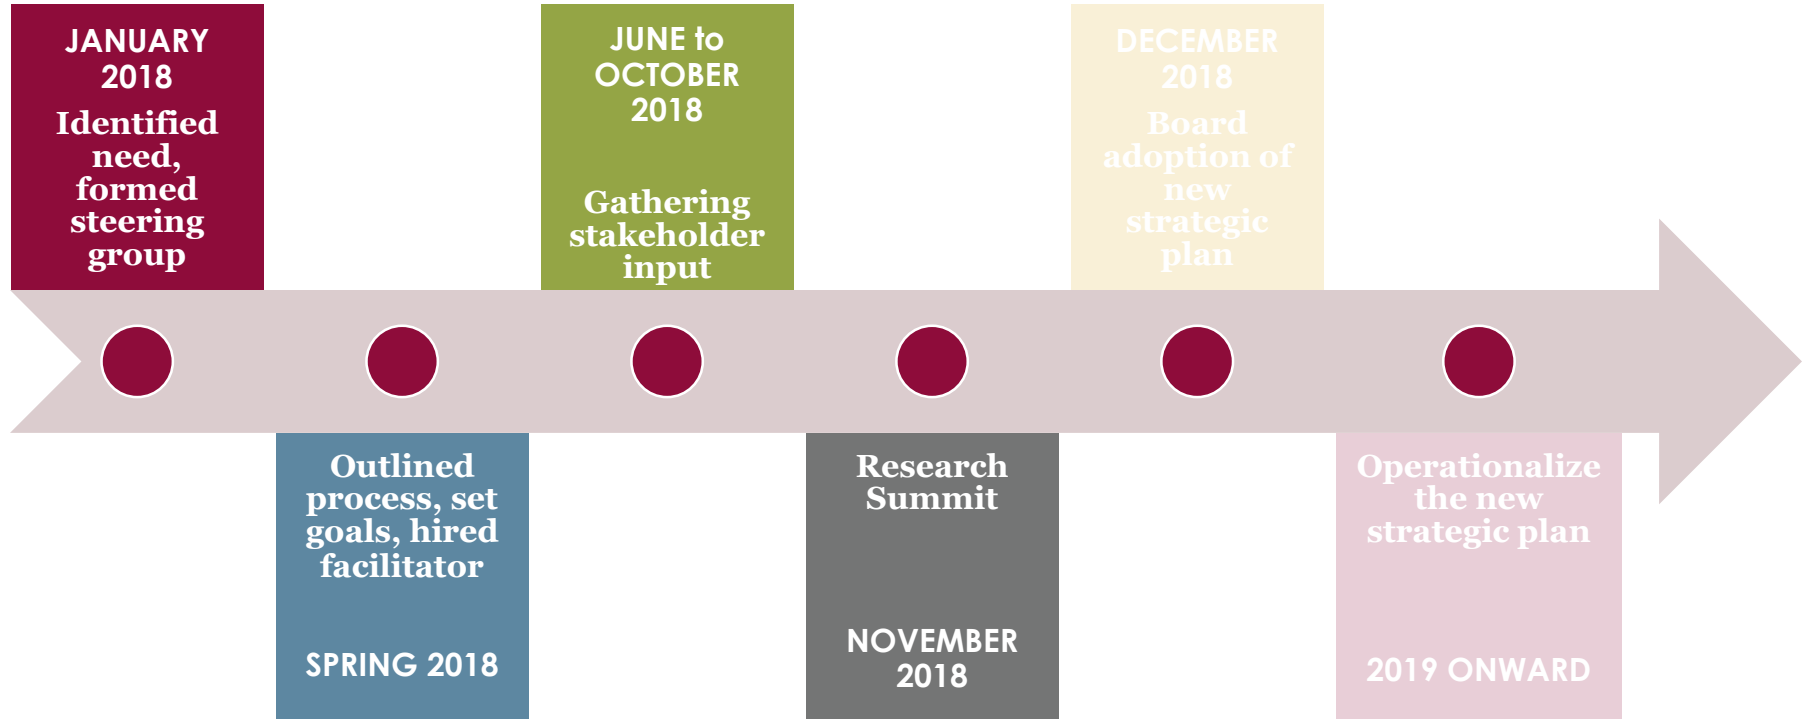 JANUARY
2018
Identified
need,
formed
steering
group
Outlined
process, set
goals, hired
facilitator
SPRING 2018
JUNE to
OCTOBER
2018
Gathering
stakeholder
input
Research
Summit
NOVEMBER
2018
DECEMBER
2018
Board
adoption of
new
strategic
plan
Operationalize
the new
strategic plan
2019 ONWARD